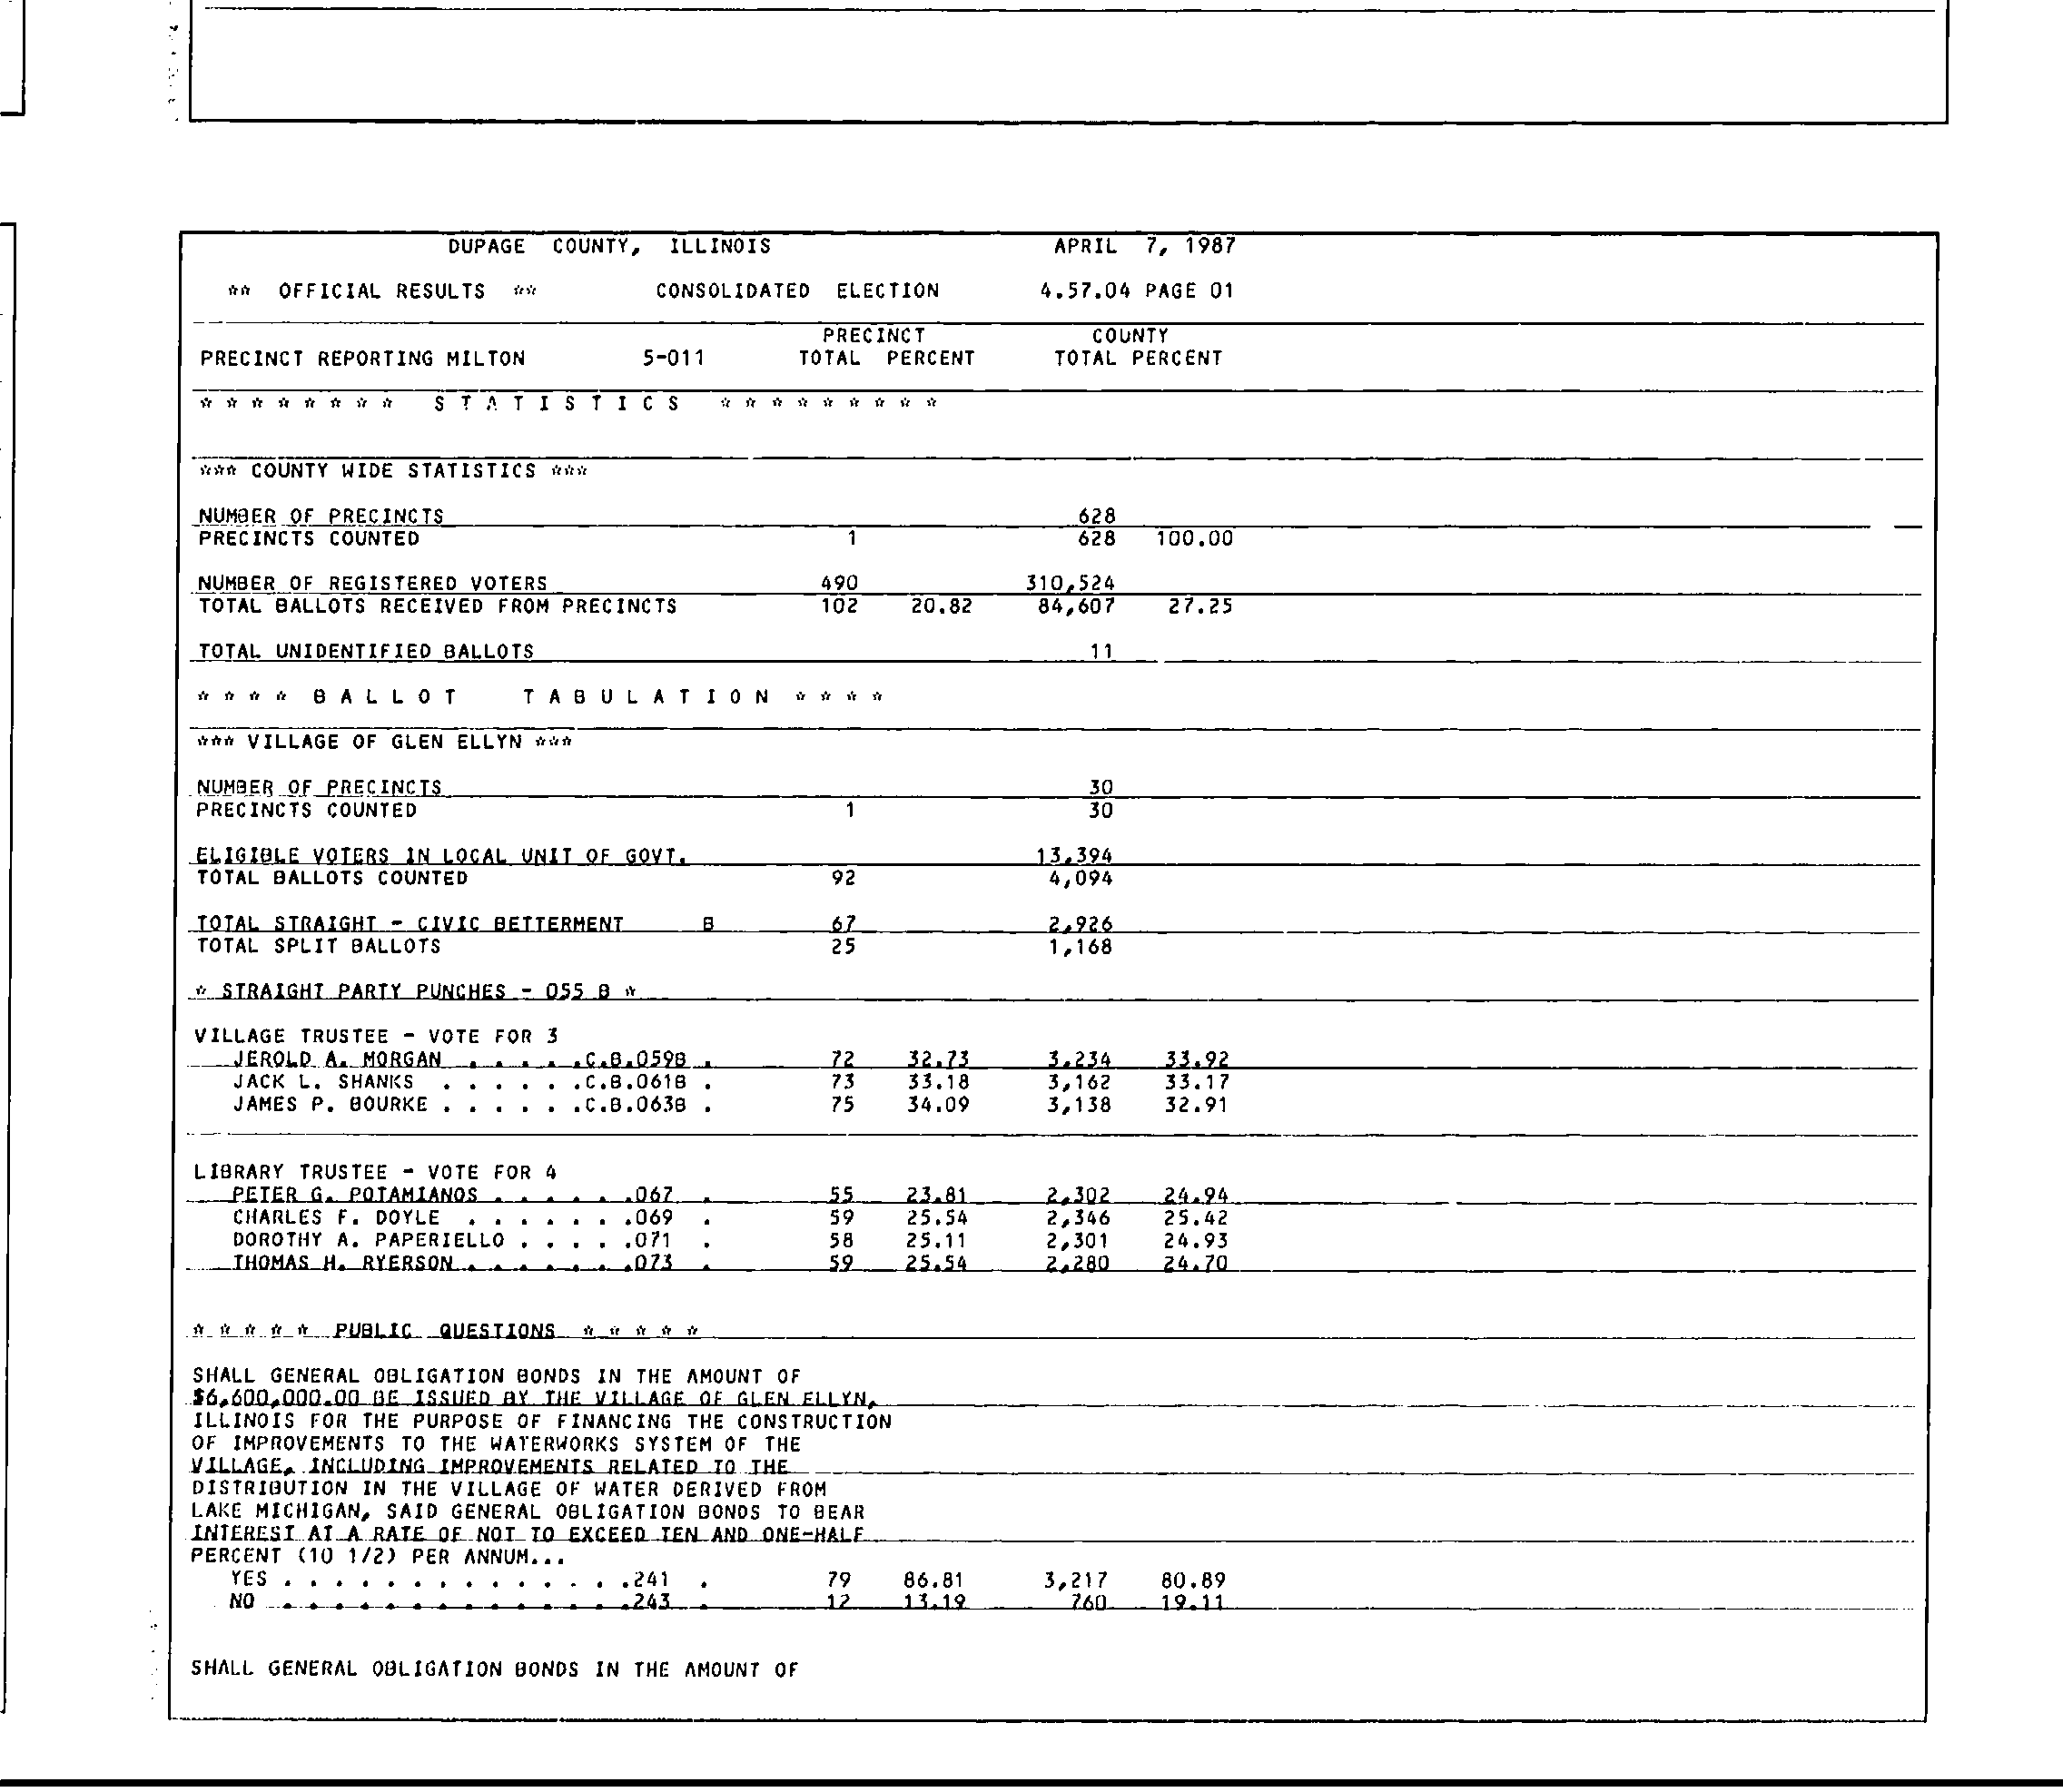 DUPAGE COUNTY, ILLINOIS APRIL 7, 1987
** OFFICIAL RESULTS ** CONSOLIDATED ELECTION 4.57.04 PAGE 01
PRECINCT COUNTY
PRECINCT REPORTING MILTON 5-011 TOTAL PERCENT TOTAL PERCENT
* * * * * * * * S T A T I S T I C S * * * * * * * * *
*** COUNTY WIDE STATISTICS ***
NUMBER OF PRECINCTS 628
PRECINCTS COUNTED 1 628 100.00
NUMBER OF REGISTERED VOTERS 490 310,524
TOTAL BALLOTS RECEIVED FROM PRECINCTS 102 20.82 84,607 27.25
TOTAL UNIDENTIFIED BALLOTS 11
* * * * B A L L O T T A B U L A T I O N * * * *
*** VILLAGE OF GLEN ELLYN ***
NUMBER OF PRECINCTS 30
PRECINCTS COUNTED 1 30
ELIGIBLE VOTERS IN LOCAL UNIT OF GOVT. 13,394
TOTAL BALLOTS COUNTED 92 4,094
TOTAL STRAIGHT - CIVIC BETTERMENT B 67 2,926
TOTAL SPLIT BALLOTS 25 1,168
* STRAIGHT PARTY PUNCHES - 055 B *
VILLAGE TRUSTEE - VOTE FOR 3
JEROLD A. MORGAN . . . . .C.B.059B . 72 32.73 3,234 33.92
JACK L. SHANKS . . . . . .C.B.061B . 73 33.18 3,162 33.17
JAMES P. BOURKE . . . . . .C.B.063B . 75 34.09 3,138 32.91
LIBRARY TRUSTEE - VOTE FOR 4
PETER G. POTAMIANOS . . . . . .067 . 55 23.81 2,302 24.94
CHARLES F. DOYLE . . . . . . .069 . 59 25.54 2,346 25.42
DOROTHY A. PAPERIELLO . . . . .071 . 58 25.11 2,301 24.93
THOMAS H. RYERSON . . . . . . .073 . 59 25.54 2,280 24.70
* * * * * PUBLIC QUESTIONS * * * * *
SHALL GENERAL OBLIGATION BONDS IN THE AMOUNT OF
$6,600,000.00 BE ISSUED BY THE VILLAGE OF GLEN ELLYN,
ILLINOIS FOR THE PURPOSE OF FINANCING THE CONSTRUCTION
OF IMPROVEMENTS TO THE WATERWORKS SYSTEM OF THE
VILLAGE, INCLUDING IMPROVEMENTS RELATED TO THE
DISTRIBUTION IN THE VILLAGE OF WATER DERIVED FROM
LAKE MICHIGAN, SAID GENERAL OBLIGATION BONDS TO BEAR
INTEREST AT A RATE OF NOT TO EXCEED TEN AND ONE-HALF
PERCENT (10 1/2) PER ANNUM...
YES . . . . . . . . . . . . . .241 . 79 86.81 3,217 80.89
NO . . . . . . . . . . . . . .243 . 12 13.19 760 19.11
SHALL GENERAL OBLIGATION BONDS IN THE AMOUNT OF